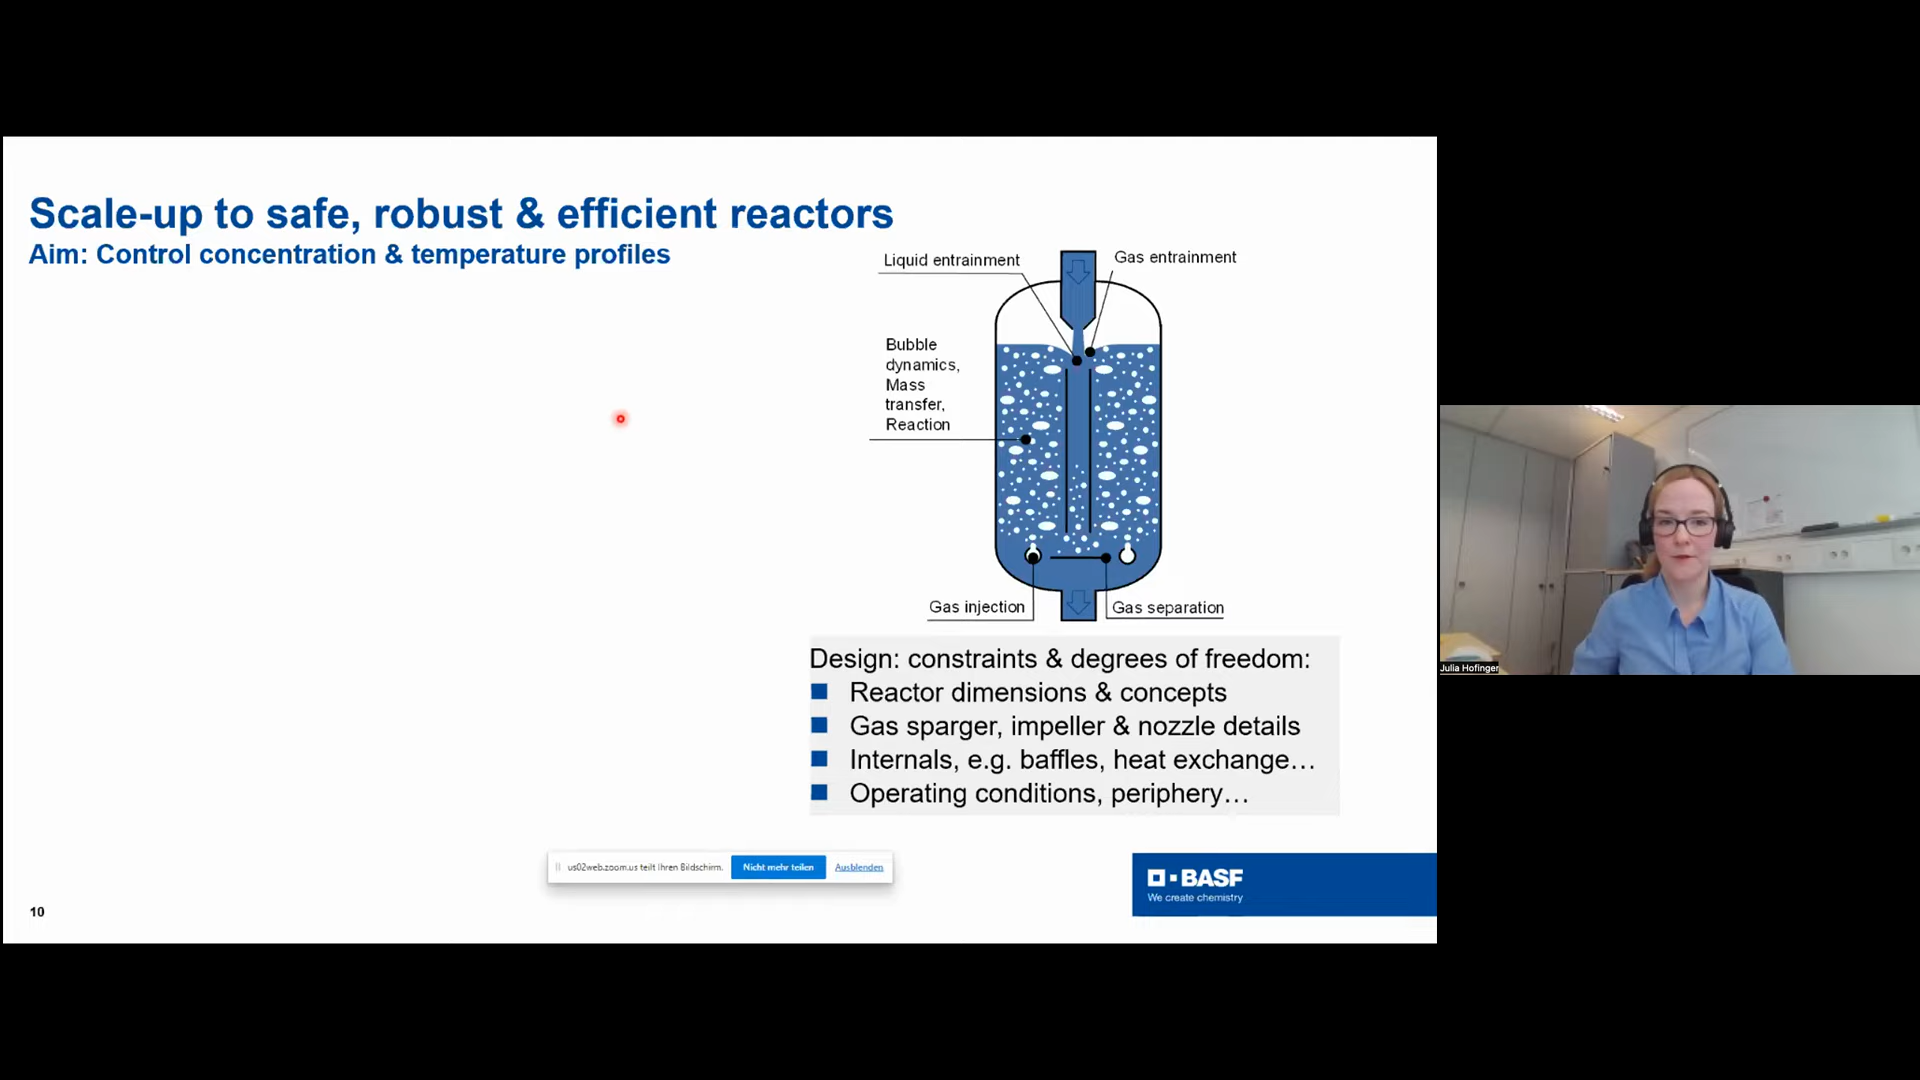 Scale-up to safe, robust & efficient reactors
Aim: Control concentration & temperature profiles
Liquid entrainment
Gas entrainment
Bubble
dynamics,
Mass
transfer,
Reaction
Gas injection
Gas separation
Design: constraints & degrees of freedom:
Reactor dimensions & concepts
Gas sparger, impeller & nozzle details
Internals, e.g. baffles, heat exchange…
Operating conditions, periphery…
us02web.zoom.us teilt Ihren Bildschirm.
Nicht mehr teilen
Ausblenden
BASF
We create chemistry
10
Julia Hofinger